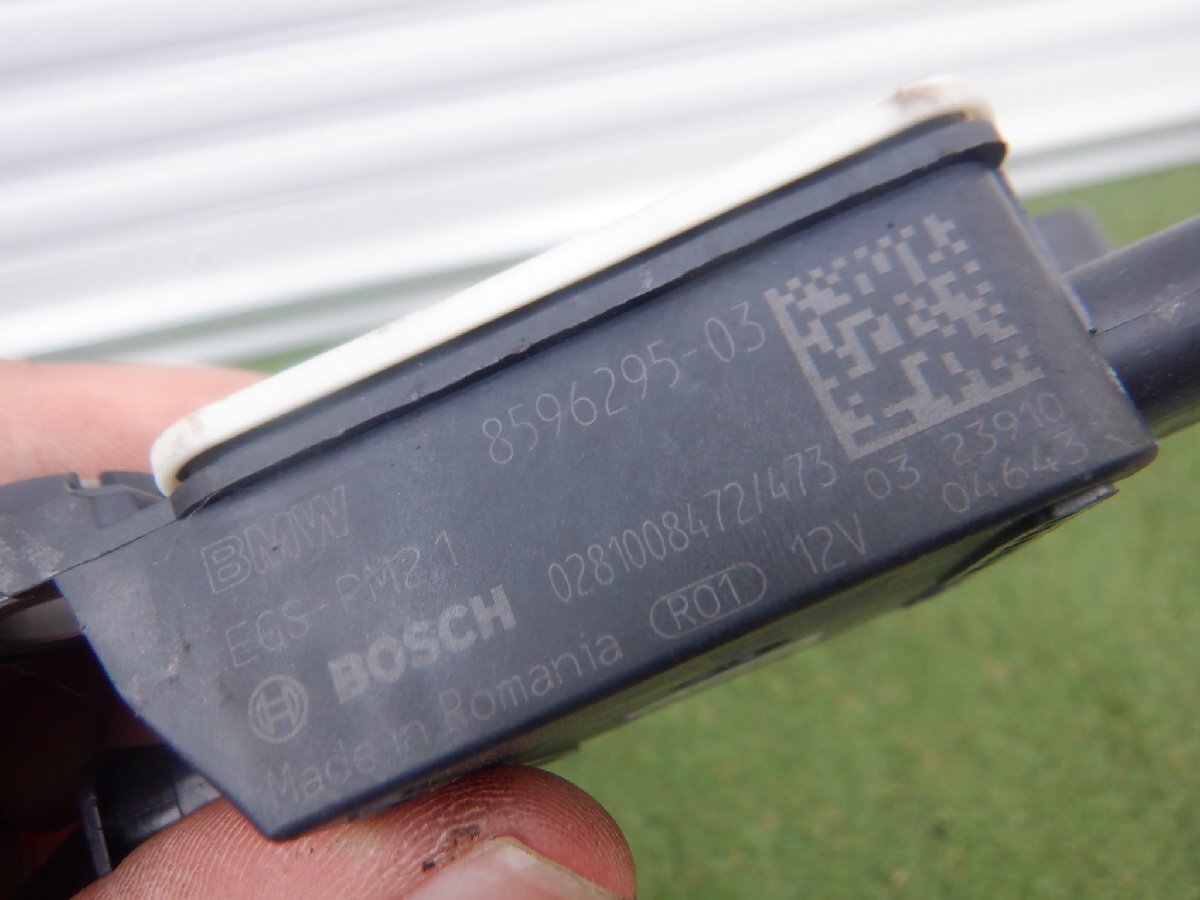 8596295-03
BMW
EGS-PM2.1
0281008472/473
03 23910
BOSCH
R01
12V
04643
Made in Romania